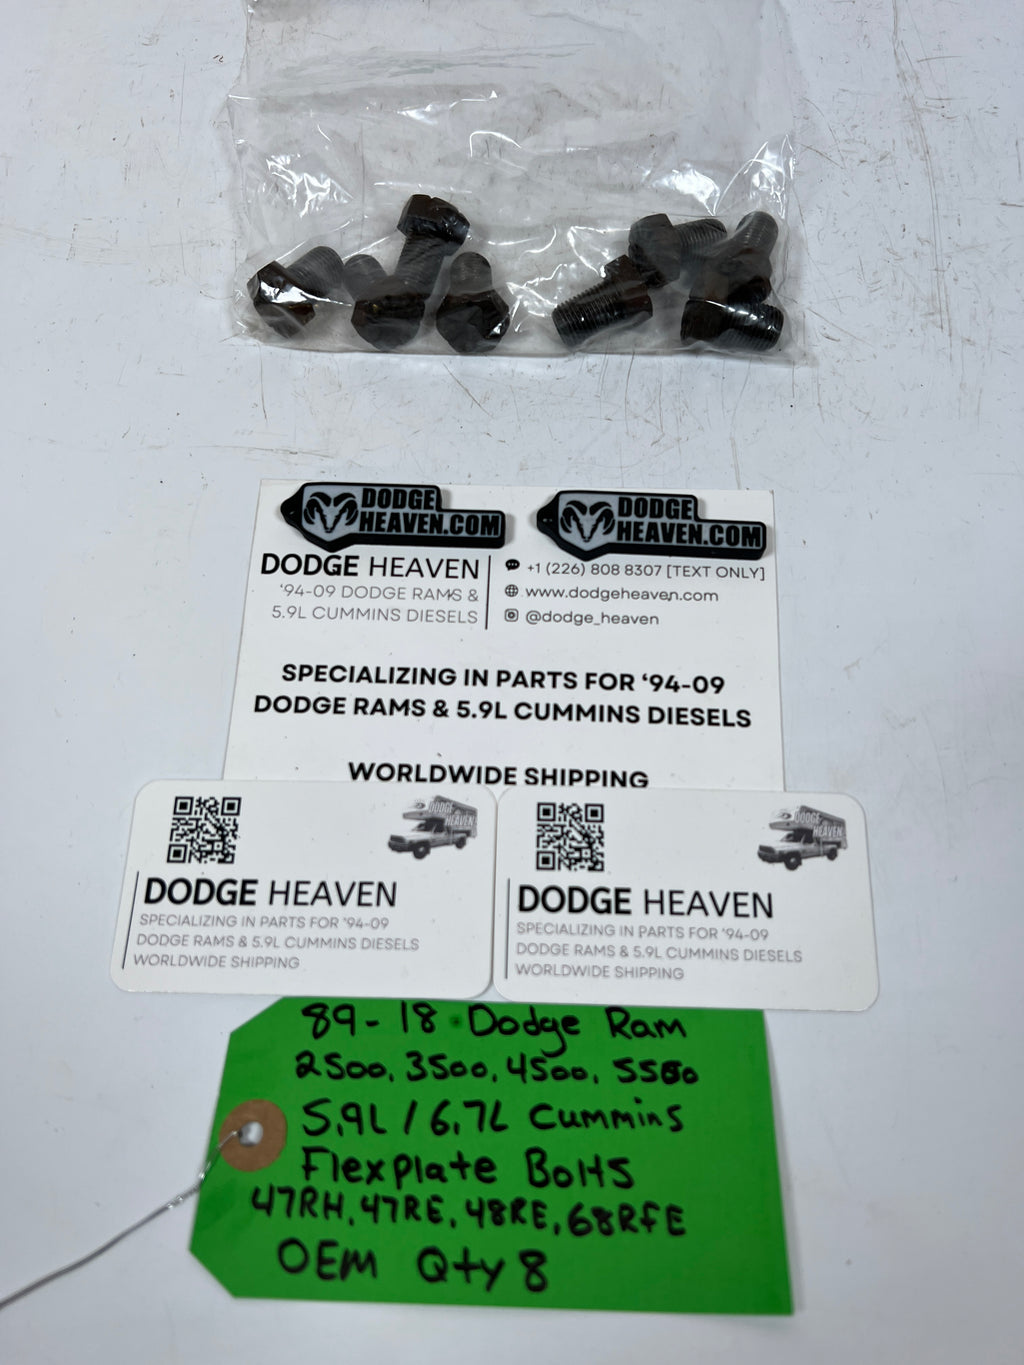 DODGE
HEAVEN.COM
DODGE
HEAVEN.COM
DODGE HEAVEN
'94-09 DODGE RAMS &
5.9L CUMMINS DIESELS
+1 (226) 808 8307 [TEXT ONLY]
www.dodgeheaven.com
@dodge_heaven
SPECIALIZING IN PARTS FOR '94-09
DODGE RAMS & 5.9L CUMMINS DIESELS
WORLDWIDE SHIPPING
DODGE
HEAVEN
DODGE HEAVEN
SPECIALIZING IN PARTS FOR '94-09
DODGE RAMS & 5.9L CUMMINS DIESELS
WORLDWIDE SHIPPING
DODGE
HEAVEN
DODGE HEAVEN
SPECIALIZING IN PARTS FOR '94-09
DODGE RAMS & 5.9L CUMMINS DIESELS
WORLDWIDE SHIPPING
89-18 Dodge Ram
2500, 3500, 4500, 5500
5.9L / 6.7L Cummins
Flexplate Bolts
47RH, 47RE, 48RE, 68RFE
OEM Qty 8